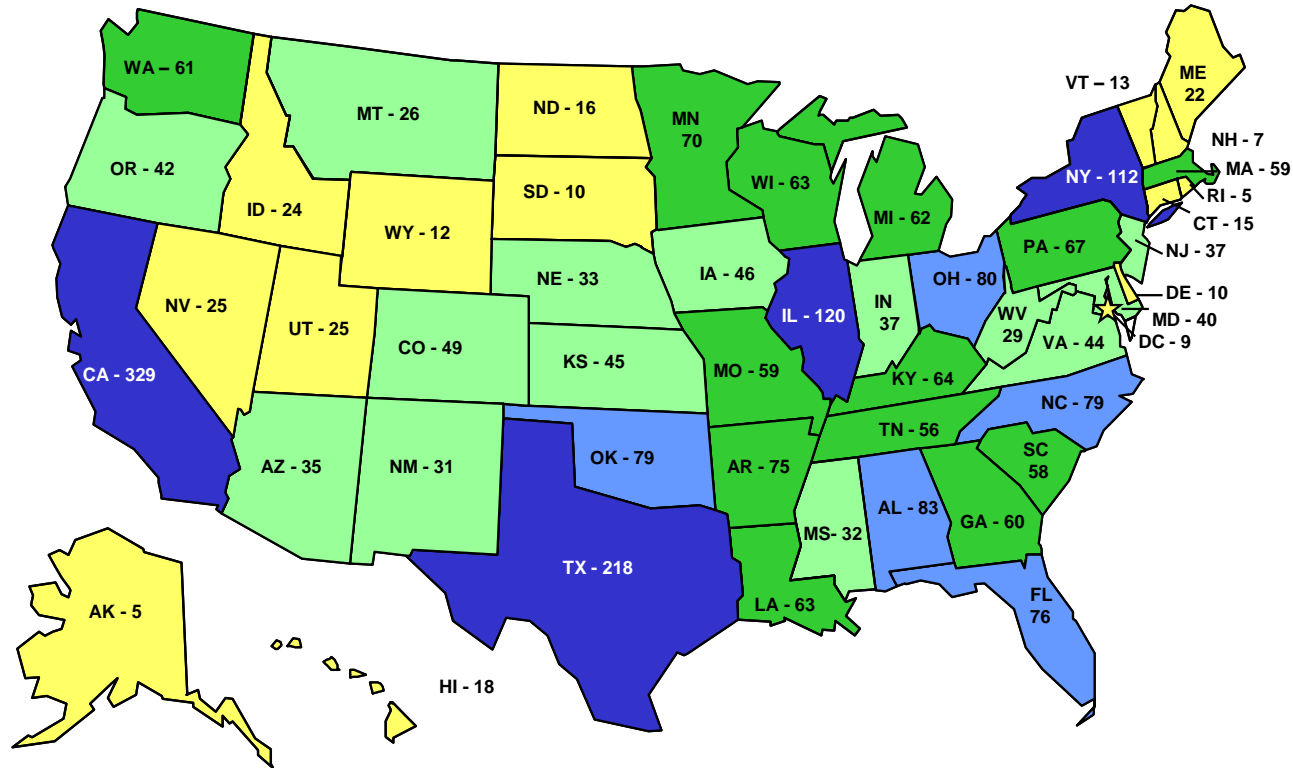 WA – 61
MT - 26
ND - 16
MN
70
VT – 13
ME
22
OR - 42
ID - 24
SD - 10
WI - 63
MI - 62
NY - 112
NH - 7
MA - 59
RI - 5
CT - 15
WY - 12
NJ - 37
PA - 67
NV - 25
UT - 25
NE - 33
IA - 46
IL - 120
IN
37
OH - 80
WV
29
VA - 44
DE - 10
MD - 40
DC - 9
CA - 329
CO - 49
KS - 45
MO - 59
KY - 64
NC - 79
TN - 56
SC
58
AZ - 35
NM - 31
OK - 79
AR - 75
MS- 32
AL - 83
GA - 60
TX - 218
LA - 63
FL
76
AK - 5
HI - 18